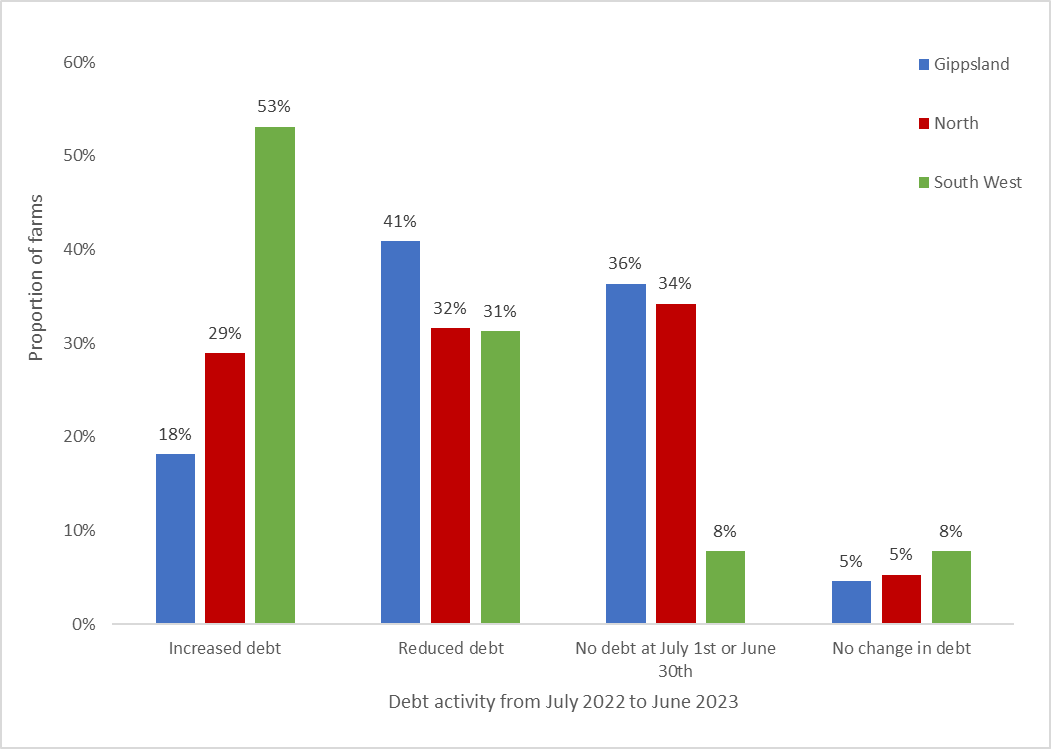 60%
50%
40%
30%
20%
10%
0%
Proportion of farms
18%
29%
53%
41%
32%
31%
36%
34%
8%
5%
5%
8%
Increased debt
Reduced debt
No debt at July 1st or June
30th
No change in debt
Debt activity from July 2022 to June 2023
Gippsland
North
South West